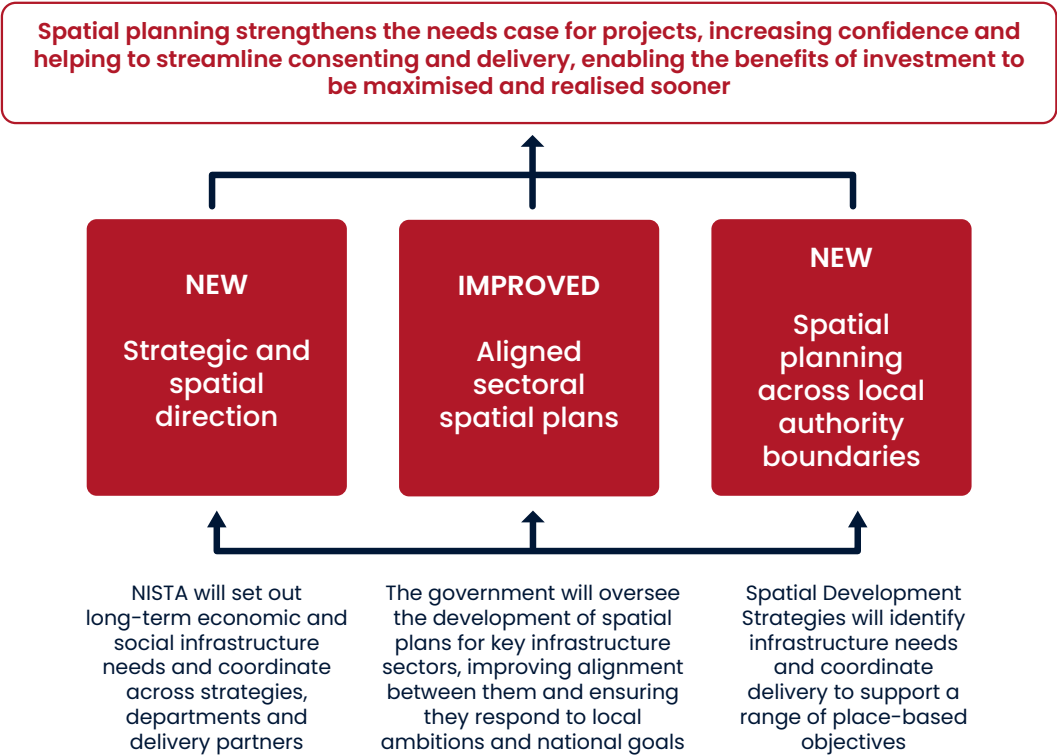 Spatial planning strengthens the needs case for projects, increasing confidence and
helping to streamline consenting and delivery, enabling the benefits of investment to
be maximised and realised sooner
NEW
Strategic and
spatial
direction
IMPROVED
Aligned
sectoral
spatial plans
NEW
Spatial
planning
across local
authority
boundaries
NISTA will set out
long-term economic and
social infrastructure
needs and coordinate
across strategies,
departments and
delivery partners
The government will oversee
the development of spatial
plans for key infrastructure
sectors, improving alignment
between them and ensuring
they respond to local
ambitions and national goals
Spatial Development
Strategies will identify
infrastructure needs
and coordinate
delivery to support a
range of place-based
objectives